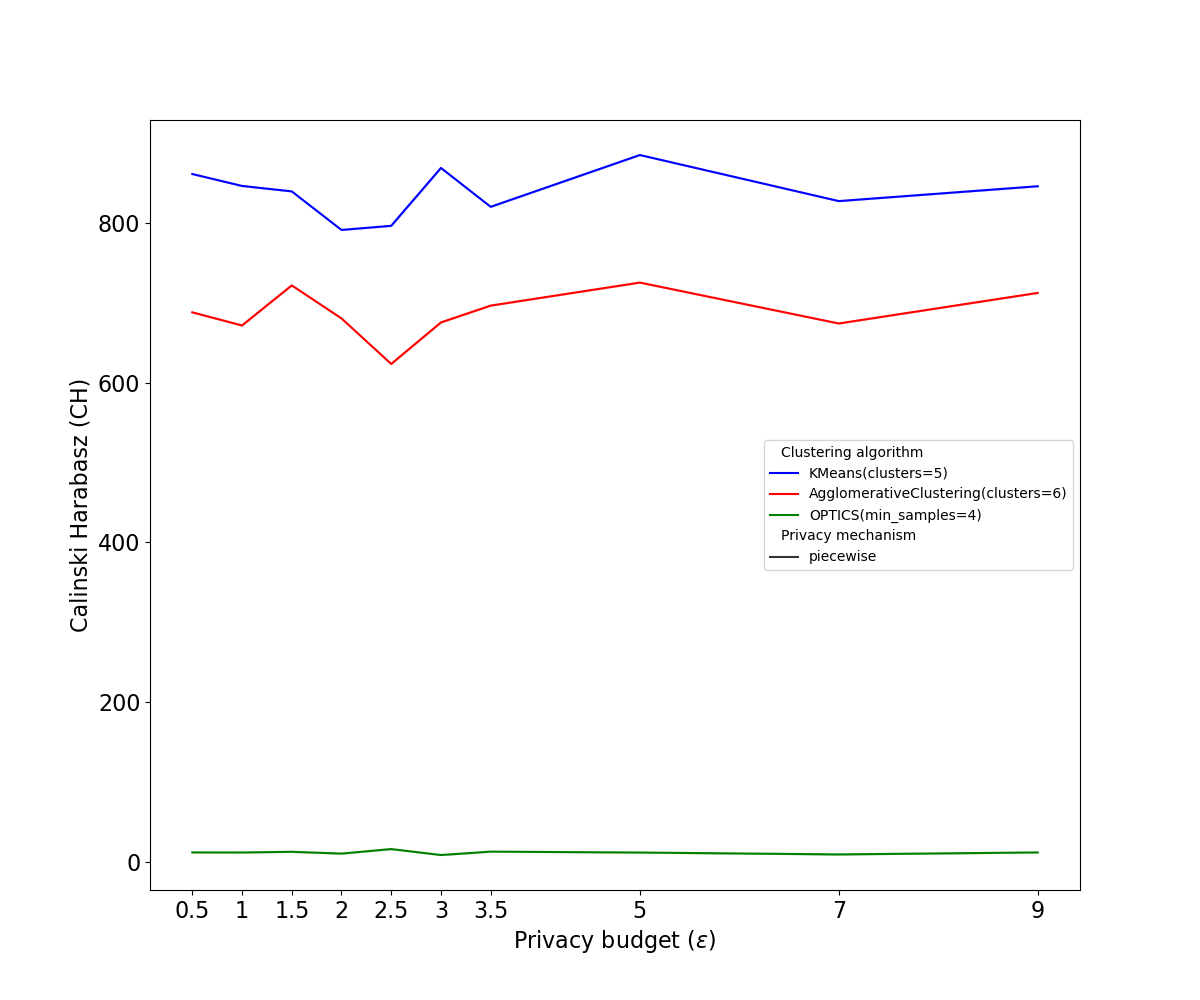 Calinski Harabasz (CH)
800
600
400
200
0
Clustering algorithm
KMeans(clusters=5)
AgglomerativeClustering(clusters=6)
OPTICS(min_samples=4)
Privacy mechanism
piecewise
0.5 1 1.5 2 2.5 3 3.5 5 7 9
Privacy budget (ε)